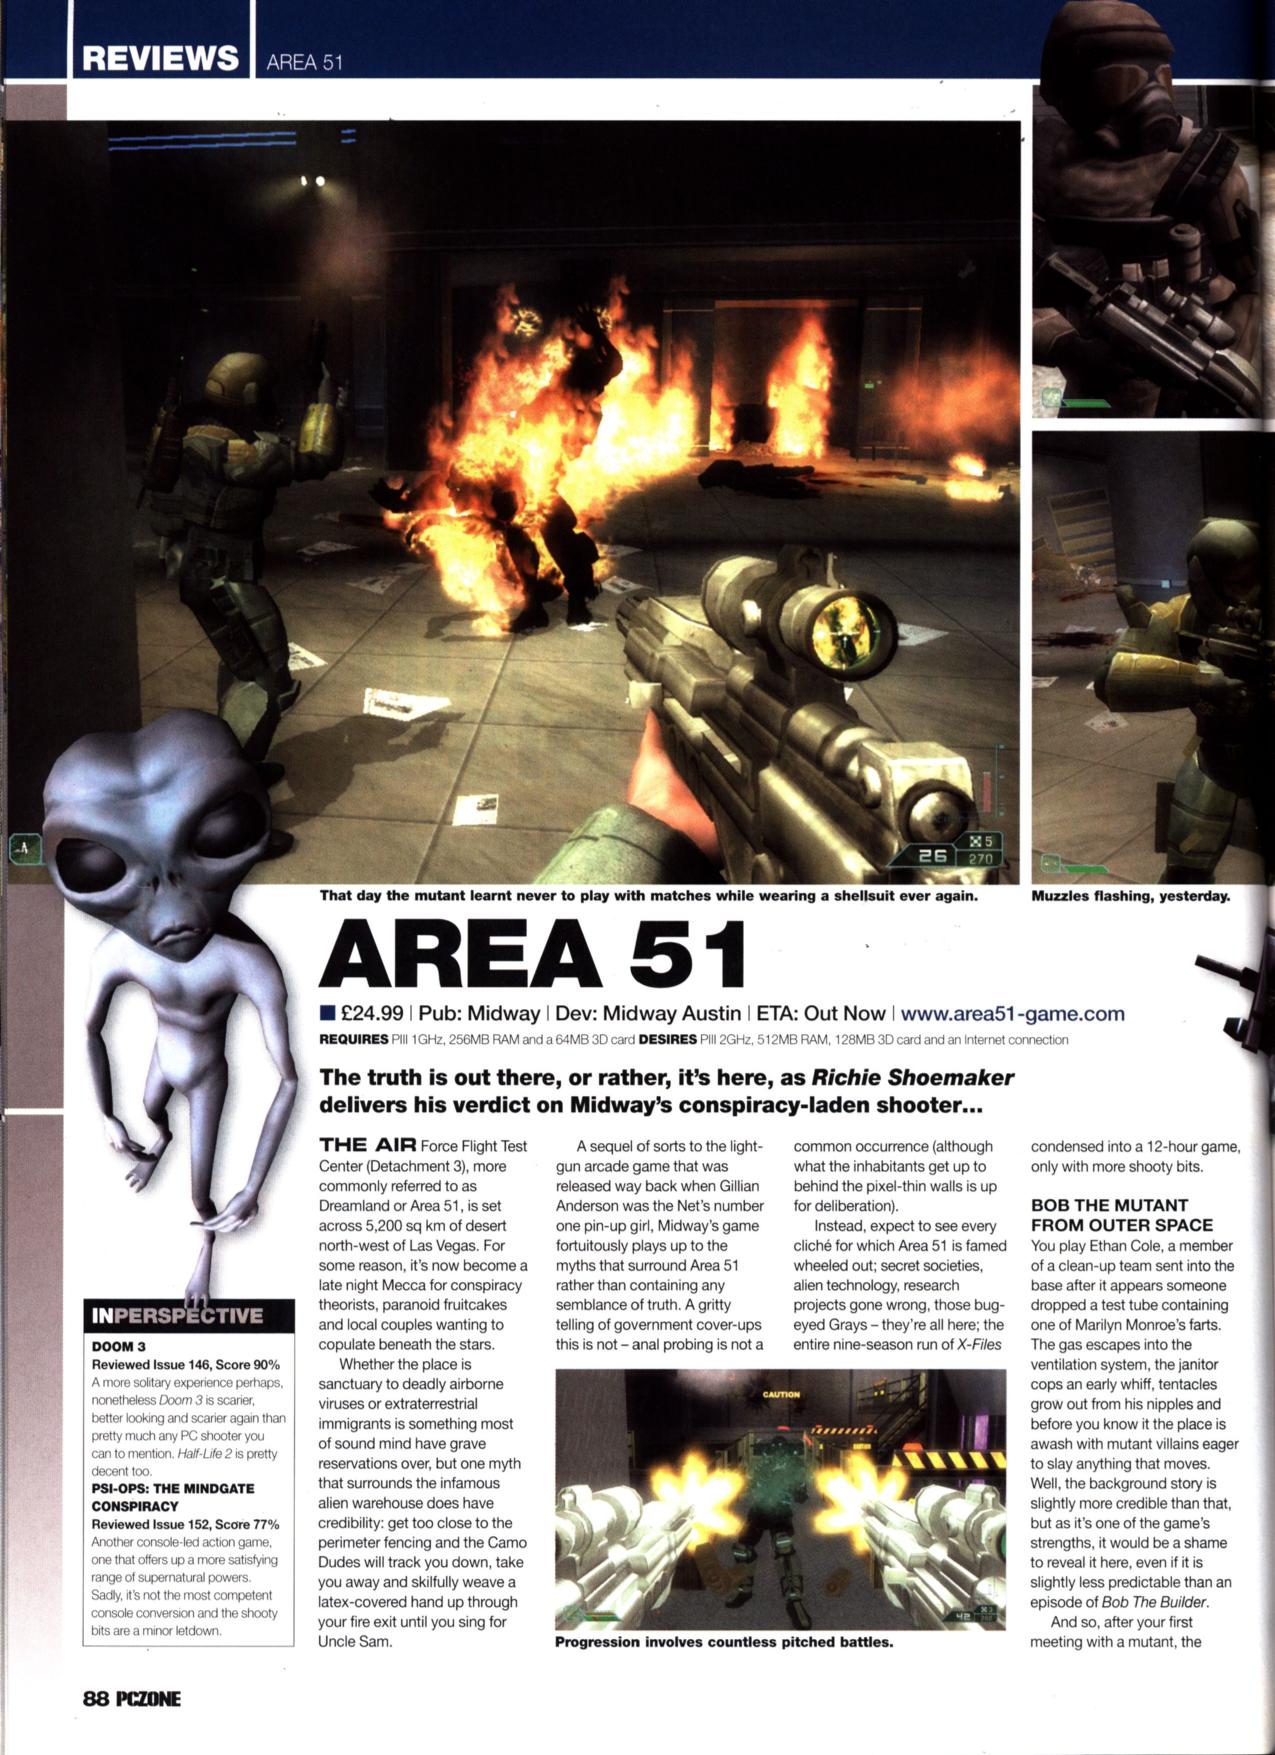 REVIEWS
AREA 51
A
26
5
270
That day the mutant learnt never to play with matches while wearing a shellsuit ever again.
Muzzles flashing, yesterday.
AREA 51
£24.99 | Pub: Midway | Dev: Midway Austin | ETA: Out Now | www.area51-game.com
REQUIRES PIII 1GHz, 256MB RAM and a 64MB 3D card DESIRES PIII 2GHz, 512MB RAM, 128MB 3D card and an Internet connection
The truth is out there, or rather, it's here, as Richie Shoemaker
delivers his verdict on Midway's conspiracy-laden shooter...
THE AIR Force Flight Test
Center (Detachment 3), more
commonly referred to as
Dreamland or Area 51, is set
across 5,200 sq km of desert
north-west of Las Vegas. For
some reason, it's now become a
late night Mecca for conspiracy
theorists, paranoid fruitcakes
and local couples wanting to
copulate beneath the stars.
Whether the place is
sanctuary to deadly airborne
viruses or extraterrestrial
immigrants is something most
of sound mind have grave
reservations over, but one myth
that surrounds the infamous
alien warehouse does have
credibility: get too close to the
perimeter fencing and the Camo
Dudes will track you down, take
you away and skilfully weave a
latex-covered hand up through
your fire exit until you sing for
Uncle Sam.
A sequel of sorts to the light-
gun arcade game that was
released way back when Gillian
Anderson was the Net's number
one pin-up girl, Midway's game
fortuitously plays up to the
myths that surround Area 51
rather than containing any
semblance of truth. A gritty
telling of government cover-ups
this is not – anal probing is not a
common occurrence (although
what the inhabitants get up to
behind the pixel-thin walls is up
for deliberation).
Instead, expect to see every
cliché for which Area 51 is famed
wheeled out; secret societies,
alien technology, research
projects gone wrong, those bug-
eyed Grays – they're all here; the
entire nine-season run of X-Files
condensed into a 12-hour game,
only with more shooty bits.
BOB THE MUTANT
FROM OUTER SPACE
You play Ethan Cole, a member
of a clean-up team sent into the
base after it appears someone
dropped a test tube containing
one of Marilyn Monroe's farts.
The gas escapes into the
ventilation system, the janitor
cops an early whiff, tentacles
grow out from his nipples and
before you know it the place is
awash with mutant villains eager
to slay anything that moves.
Well, the background story is
slightly more credible than that,
but as it's one of the game's
strengths, it would be a shame
to reveal it here, even if it is
slightly less predictable than an
episode of Bob The Builder.
And so, after your first
meeting with a mutant, the
CAUTION
42
Progression involves countless pitched battles.
INPERSPECTIVE
DOOM 3
Reviewed Issue 146, Score 90%
A more solitary experience perhaps,
nonetheless Doom 3 is scarier,
better looking and scarier again than
pretty much any PC shooter you
can to mention. Half-Life 2 is pretty
decent too.
PSI-OPS: THE MINDGATE
CONSPIRACY
Reviewed Issue 152, Score 77%
Another console-led action game,
one that offers up a more satisfying
range of supernatural powers.
Sadly, it's not the most competent
console conversion and the shooty
bits are a minor letdown.
88 PCZONE